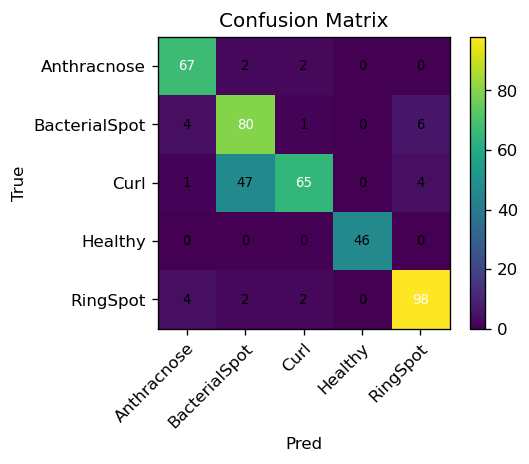 Confusion Matrix
True
Anthracnose 67 2 2 0 0
BacterialSpot 4 80 1 0 6
Curl 1 47 65 0 4
Healthy 0 0 0 46 0
RingSpot 4 2 2 0 98
Anthracnose BacterialSpot Curl Healthy RingSpot
Pred
80
60
40
20
0